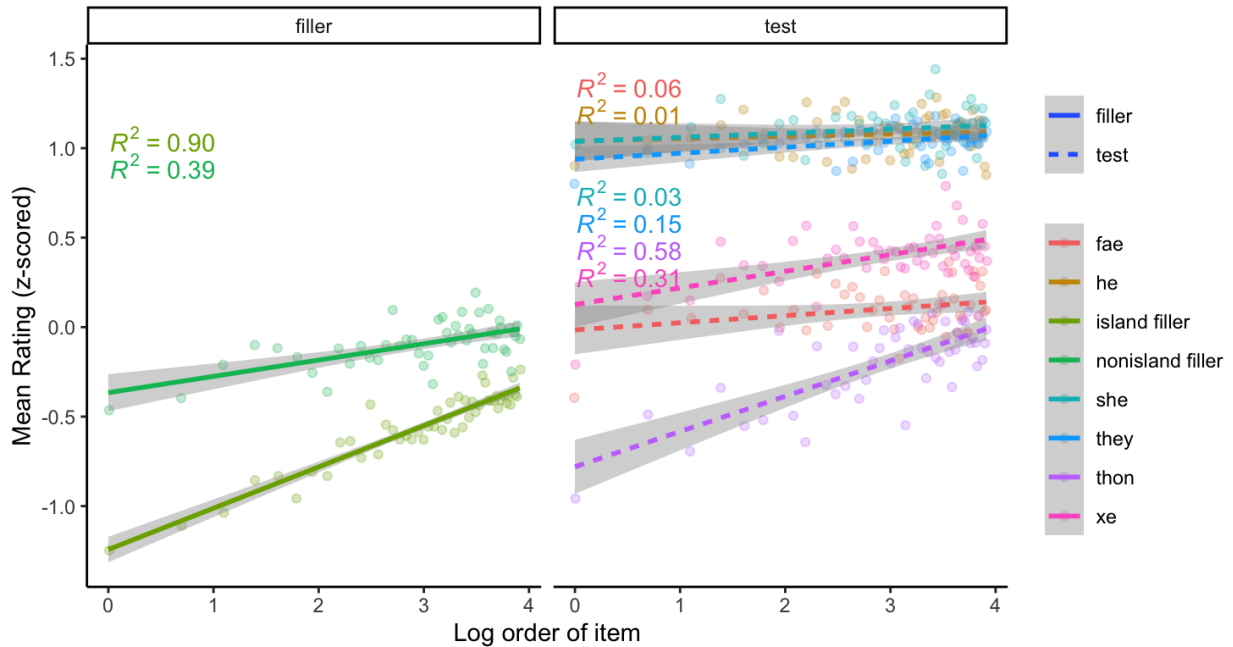 filler
test
1.5
1.0
0.5
0.0
-0.5
-1.0
Mean Rating (z-scored)
R² = 0.90
R² = 0.39
R² = 0.06
R² = 0.01
R² = 0.03
R² = 0.15
R² = 0.58
R² = 0.31
0 1 2 3 4
0 1 2 3 4
Log order of item
filler
test
fae
he
island filler
nonisland filler
she
they
thon
xe